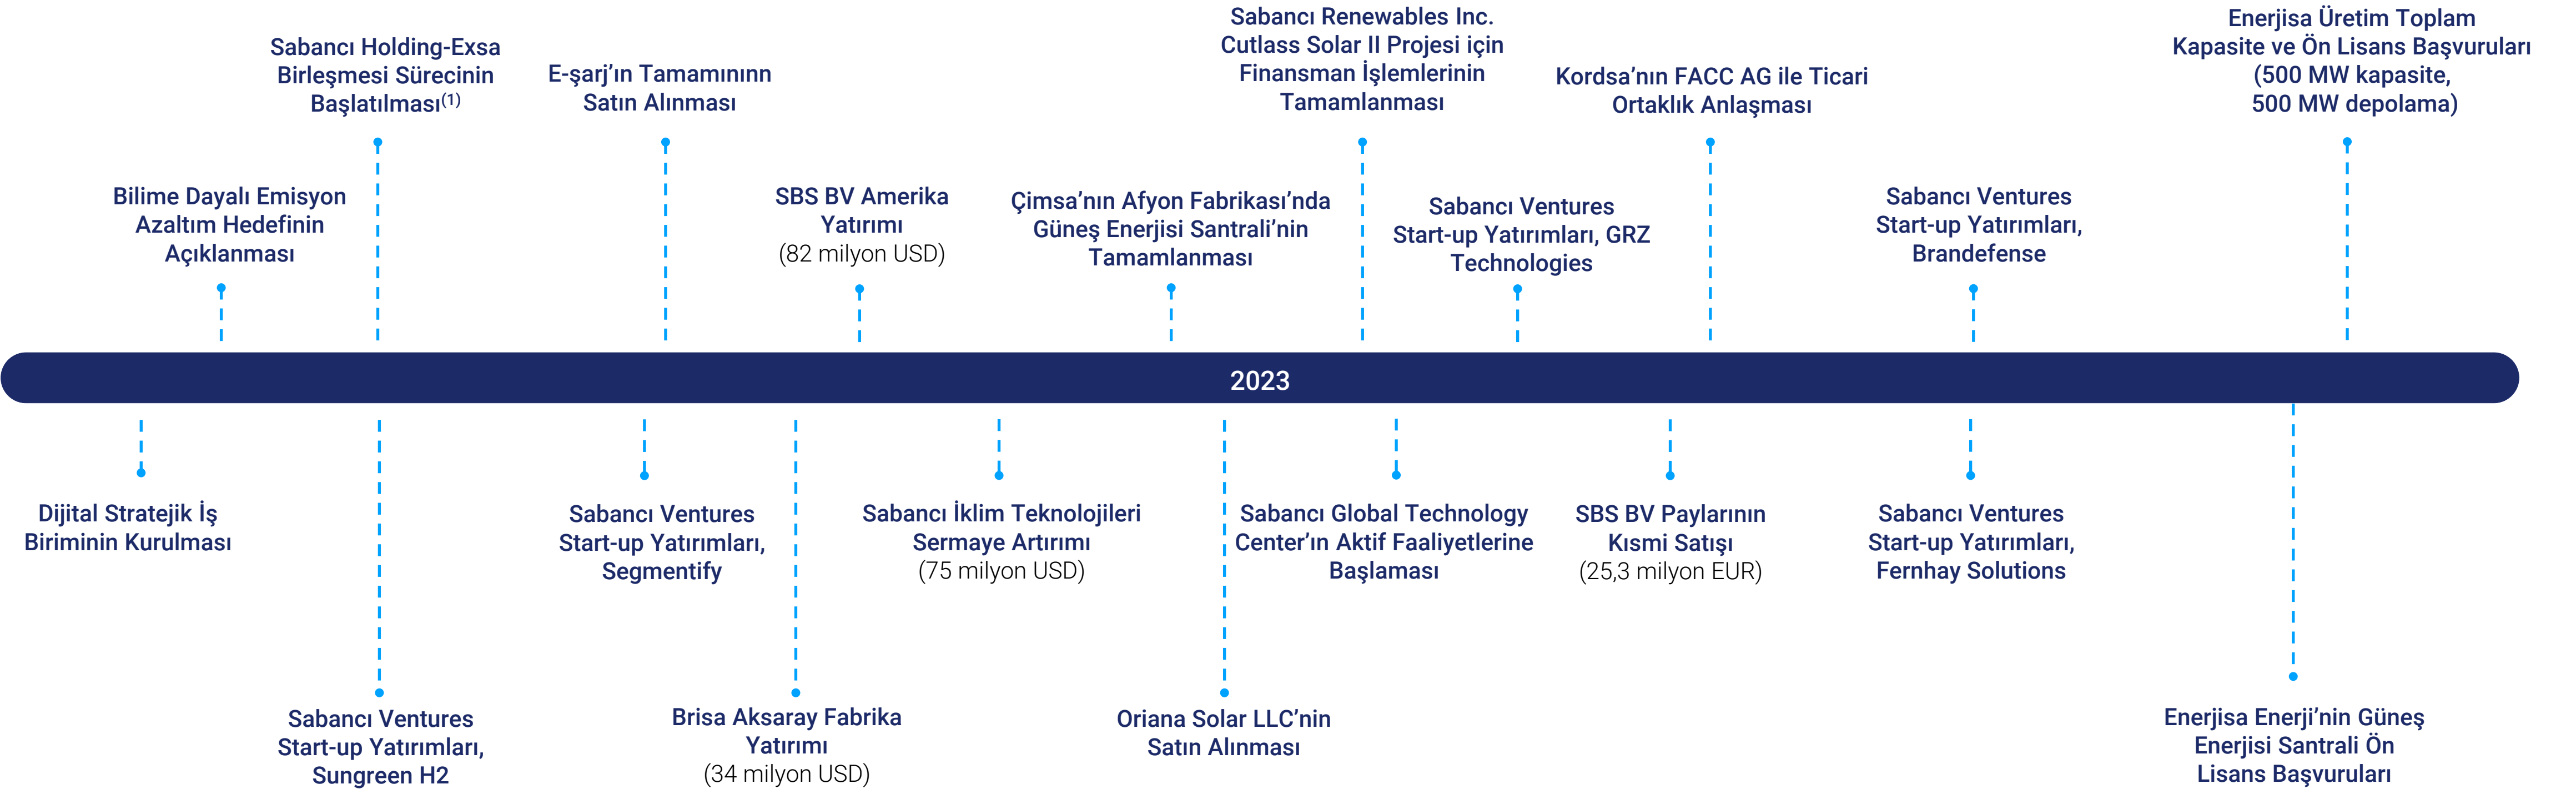 Bilime Dayalı Emisyon
Azaltım Hedefinin
Açıklanması
Sabancı Holding-Exsa
Birleşmesi Sürecinin
Başlatılması(1)
E-şarj’ın Tamamınınn
Satın Alınması
SBS BV Amerika
Yatırımı
(82 milyon USD)
Çimsa’nın Afyon Fabrikası’nda
Güneş Enerjisi Santrali’nin
Tamamlanması
Sabancı Renewables Inc.
Cutlass Solar II Projesi için
Finansman İşlemlerinin
Tamamlanması
Sabancı Ventures
Start-up Yatırımları, GRZ
Technologies
Kordsa’nın FACC AG ile Ticari
Ortaklık Anlaşması
Sabancı Ventures
Start-up Yatırımları,
Brandefense
Enerjisa Üretim Toplam
Kapasite ve Ön Lisans Başvuruları
(500 MW kapasite,
500 MW depolama)
2023
Dijital Stratejik İş
Biriminin Kurulması
Sabancı Ventures
Start-up Yatırımları,
Sungreen H2
Sabancı Ventures
Start-up Yatırımları,
Segmentify
Brisa Aksaray Fabrika
Yatırımı
(34 milyon USD)
Sabancı İklim Teknolojileri
Sermaye Artırımı
(75 milyon USD)
Oriana Solar LLC’nin
Satın Alınması
Sabancı Global Technology
Center’ın Aktif Faaliyetlerine
Başlaması
SBS BV Paylarının
Kısmi Satışı
(25,3 milyon EUR)
Sabancı Ventures
Start-up Yatırımları,
Fernhay Solutions
Enerjisa Enerji’nin Güneş
Enerjisi Santrali Ön
Lisans Başvuruları